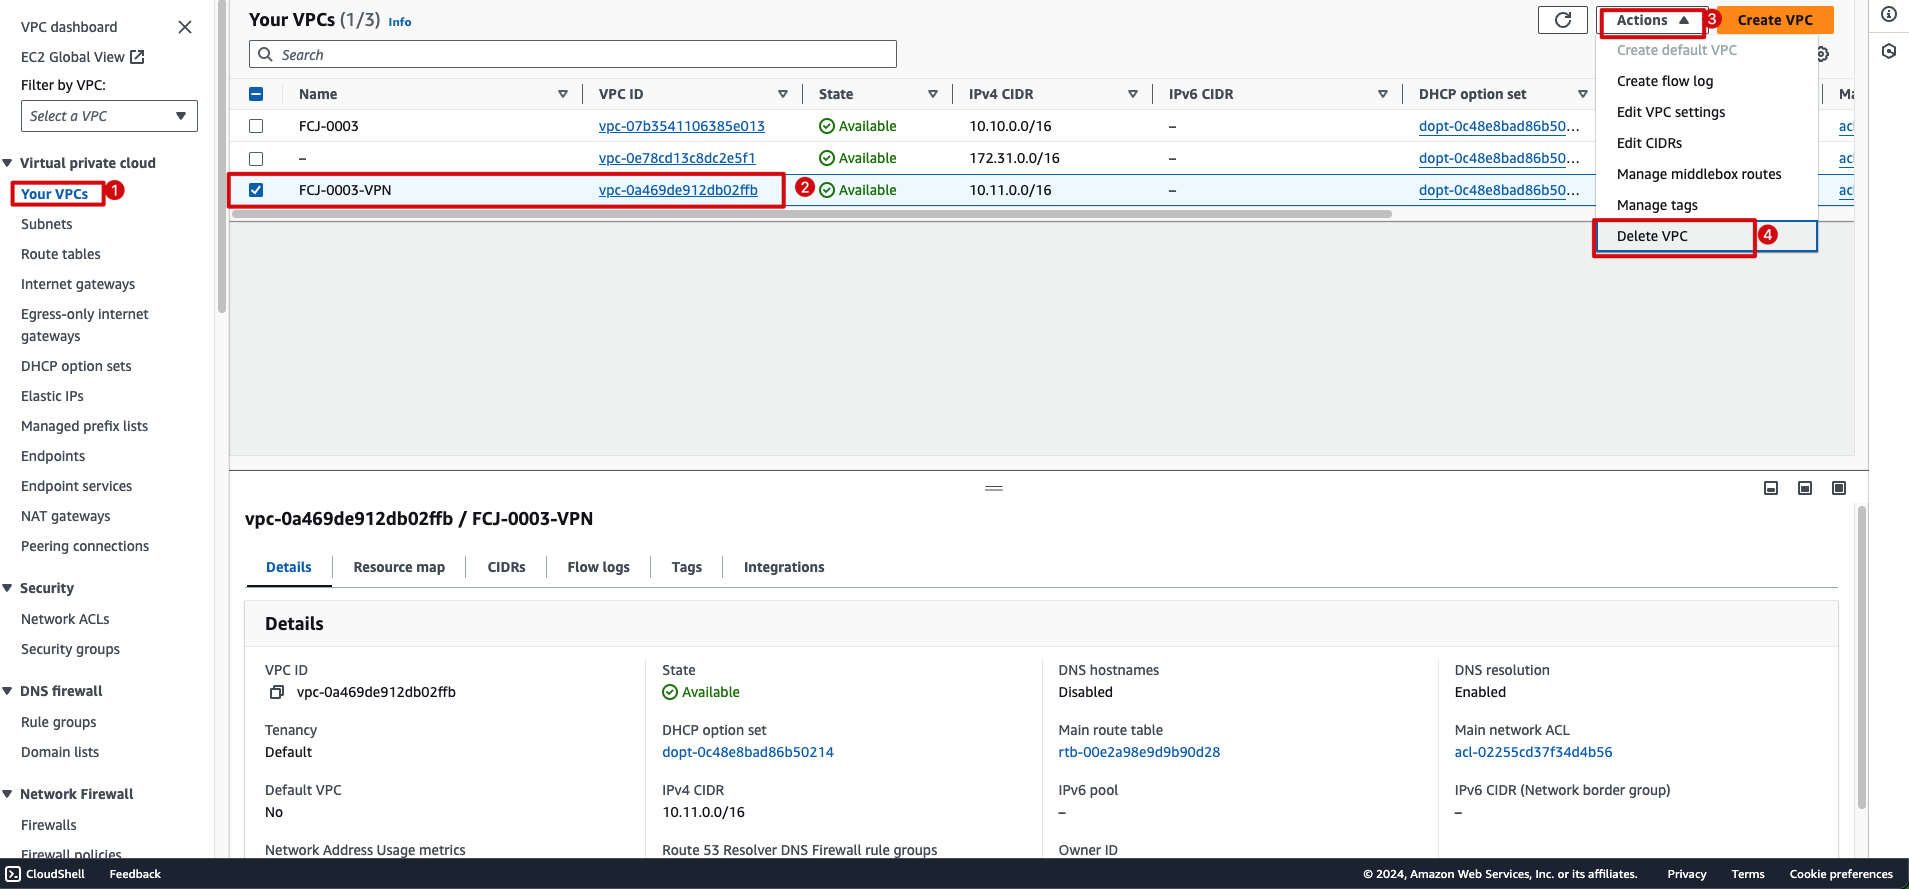 VPC dashboard
EC2 Global View
Filter by VPC:
Select a VPC
Virtual private cloud
Your VPCs 1
Subnets
Route tables
Internet gateways
Egress-only internet
gateways
DHCP option sets
Elastic IPs
Managed prefix lists
Endpoints
Endpoint services
NAT gateways
Peering connections
Security
Network ACLs
Security groups
DNS firewall
Rule groups
Domain lists
Network Firewall
Firewalls
Firewall policies
Your VPCs (1/3) Info
Actions 3 Create VPC
Search
Create default VPC
Create flow log
Edit VPC settings
Edit CIDRs
Manage middlebox routes
Manage tags
Delete VPC 4
Name VPC ID State IPv4 CIDR IPv6 CIDR DHCP option set
FCJ-0003 vpc-07b3541106385e013 Available 10.10.0.0/16 – dopt-0c48e8bad86b50...
– vpc-0e78cd13c8dc2e5f1 Available 172.31.0.0/16 – dopt-0c48e8bad86b50...
FCJ-0003-VPN vpc-0a469de912db02ffb 2 Available 10.11.0.0/16 – dopt-0c48e8bad86b50...
vpc-0a469de912db02ffb / FCJ-0003-VPN
Details Resource map CIDRs Flow logs Tags Integrations
Details
VPC ID State DNS hostnames DNS resolution
vpc-0a469de912db02ffb Available Disabled Enabled
Tenancy DHCP option set Main route table Main network ACL
Default dopt-0c48e8bad86b50214 rtb-00e2a98e9d9b90d28 acl-02255cd37f34d4b56
Default VPC IPv4 CIDR IPv6 pool IPv6 CIDR (Network border group)
No 10.11.0.0/16 – –
Network Address Usage metrics Route 53 Resolver DNS Firewall rule groups Owner ID
CloudShell Feedback © 2024, Amazon Web Services, Inc. or its affiliates. Privacy Terms Cookie preferences